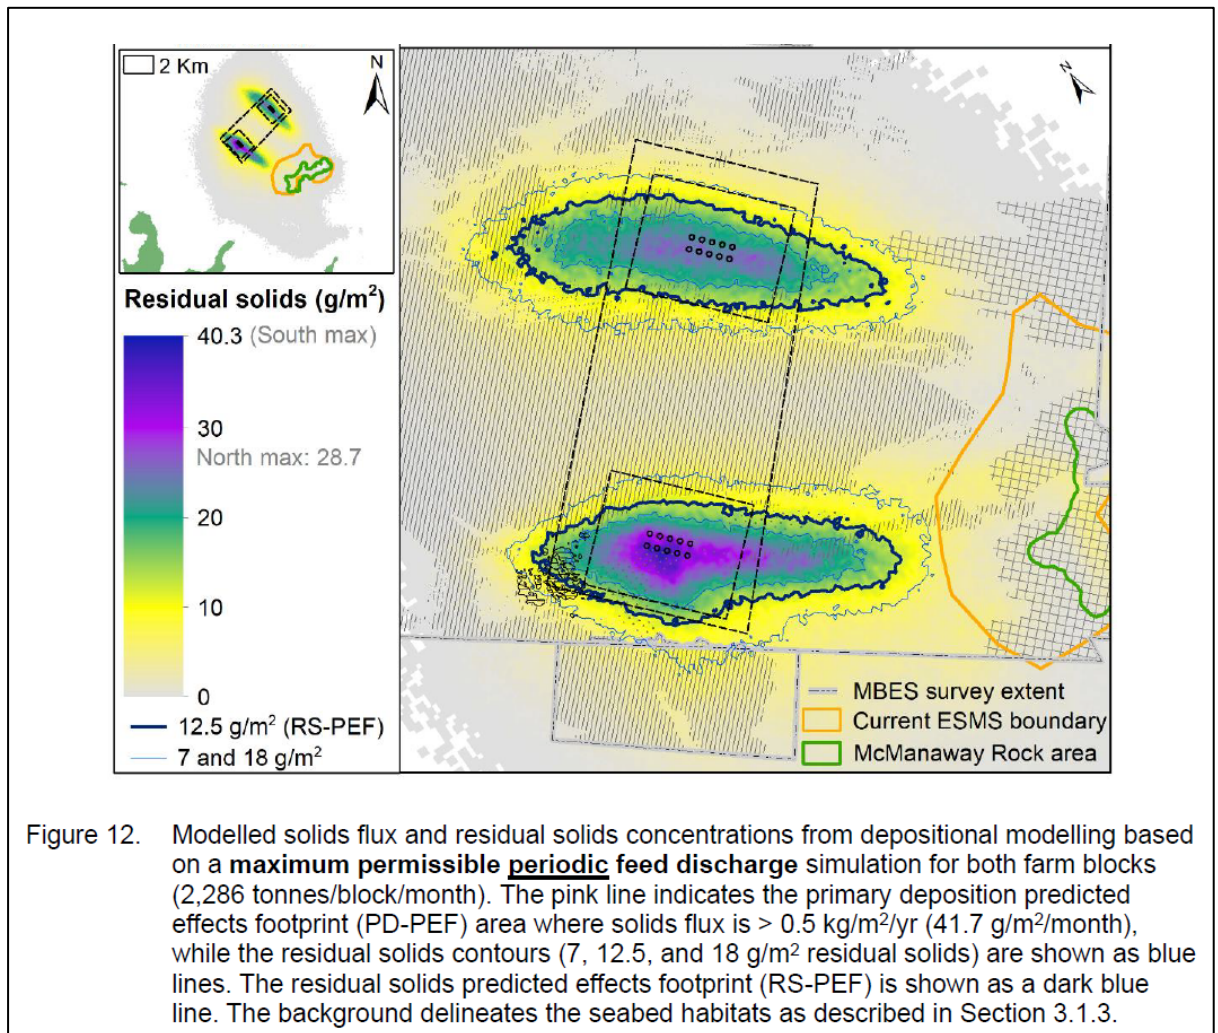 2 Km
N
N
Residual solids (g/m²)
40.3 (South max)
30
North max: 28.7
20
10
0
12.5 g/m² (RS-PEF)
7 and 18 g/m²
MBES survey extent
Current ESMS boundary
McManaway Rock area
Figure 12. Modelled solids flux and residual solids concentrations from depositional modelling based
on a maximum permissible periodic feed discharge simulation for both farm blocks
(2,286 tonnes/block/month). The pink line indicates the primary deposition predicted
effects footprint (PD-PEF) area where solids flux is > 0.5 kg/m²/yr (41.7 g/m²/month),
while the residual solids contours (7, 12.5, and 18 g/m² residual solids) are shown as blue
lines. The residual solids predicted effects footprint (RS-PEF) is shown as a dark blue
line. The background delineates the seabed habitats as described in Section 3.1.3.